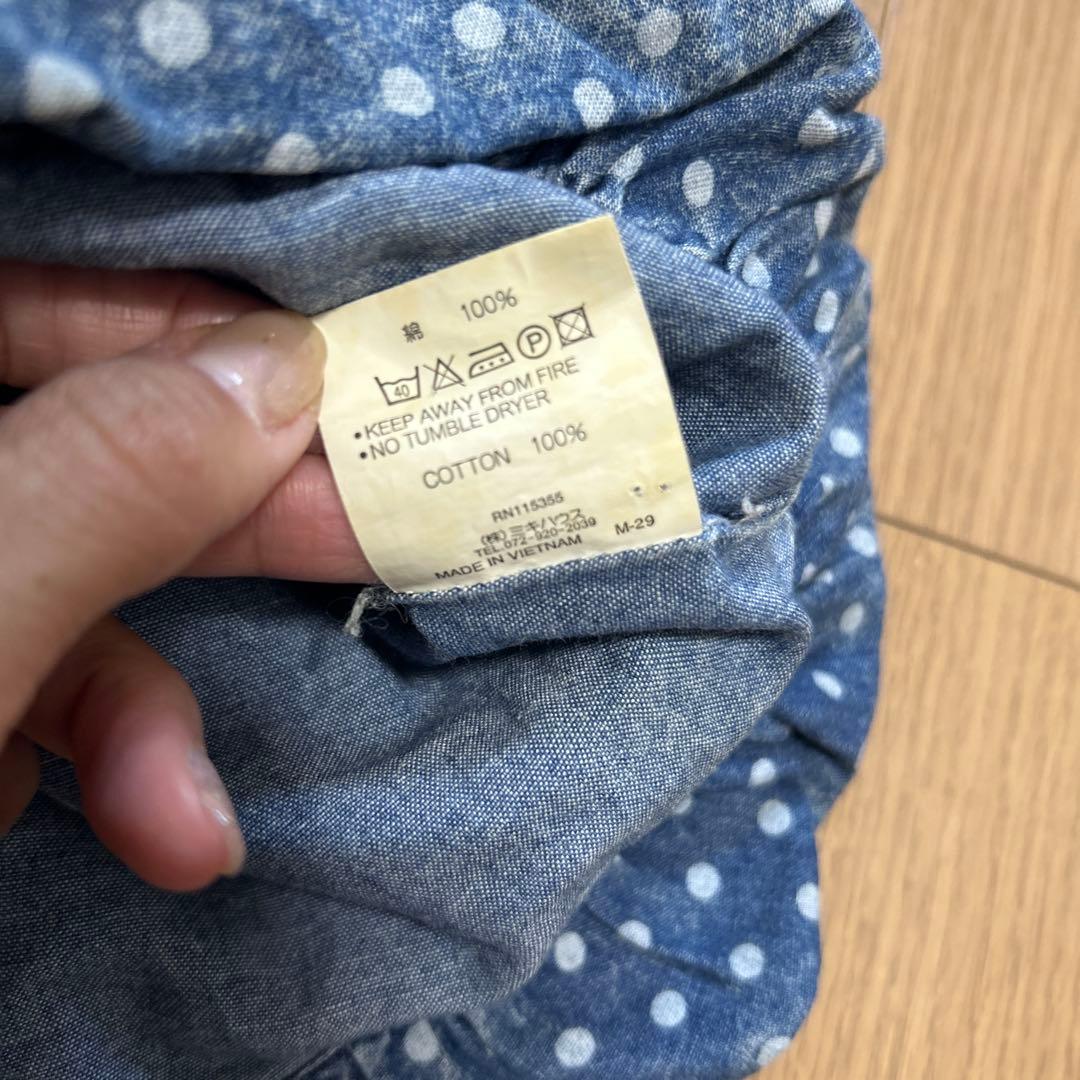 綿 100%
40 P
•KEEP AWAY FROM FIRE
•NO TUMBLE DRYER
COTTON 100%
RN115355
㈱ミキハウス
TEL.072-920-2039 M-29
MADE IN VIETNAM